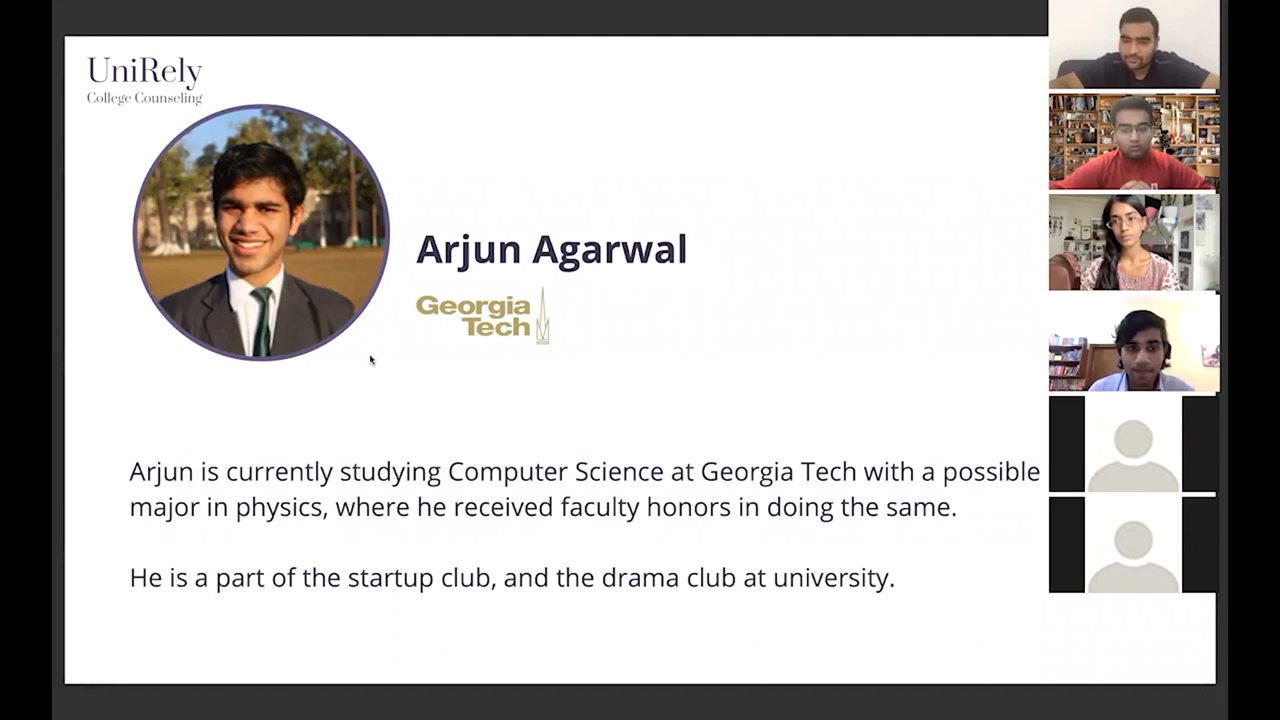 UniRely
College Counseling
Arjun Agarwal
Georgia
Tech
Arjun is currently studying Computer Science at Georgia Tech with a possible
major in physics, where he received faculty honors in doing the same.
He is a part of the startup club, and the drama club at university.